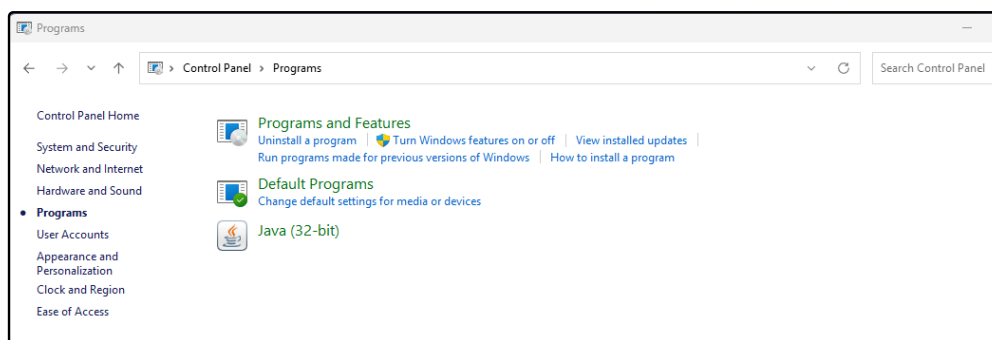 Programs
Control Panel > Programs
Search Control Panel
Control Panel Home
System and Security
Network and Internet
Hardware and Sound
Programs
User Accounts
Appearance and
Personalization
Clock and Region
Ease of Access
Programs and Features
Uninstall a program | Turn Windows features on or off | View installed updates |
Run programs made for previous versions of Windows | How to install a program
Default Programs
Change default settings for media or devices
Java (32-bit)